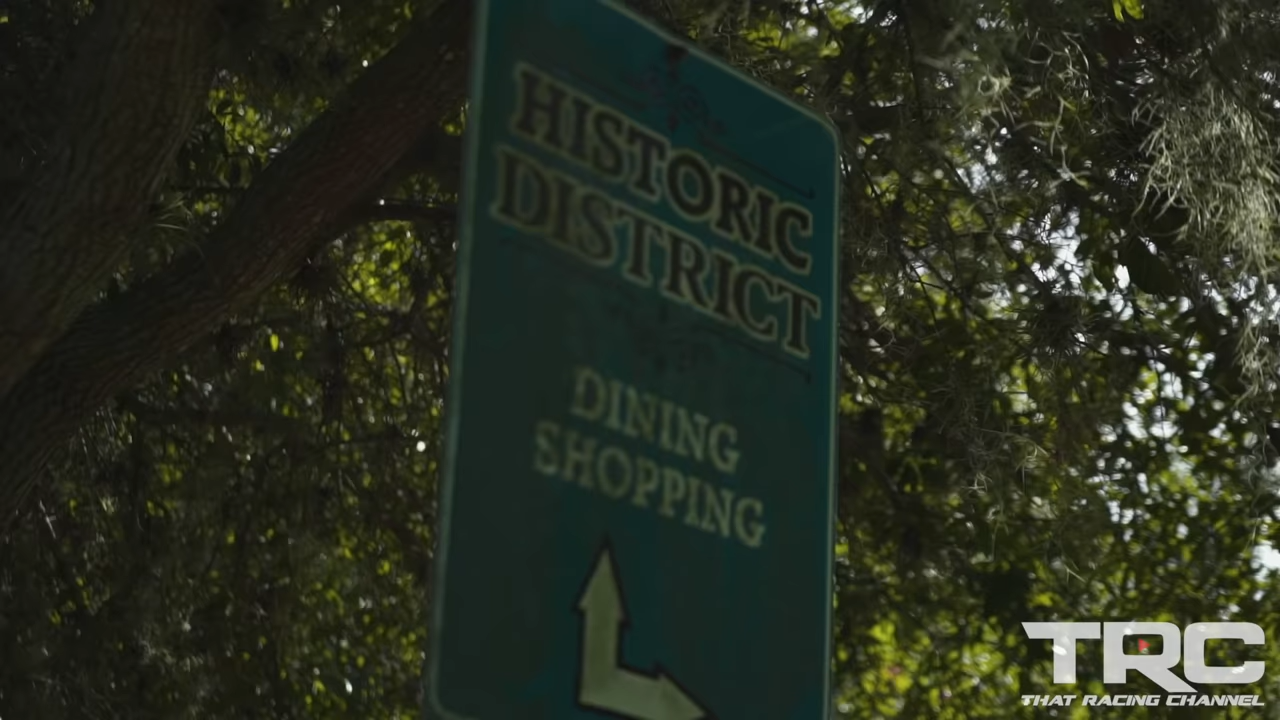 HISTORIC
DISTRICT
DINING
SHOPPING
TRC
THAT RACING CHANNEL